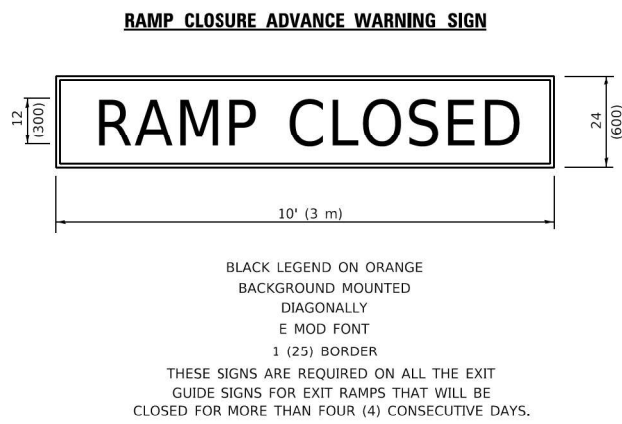 RAMP CLOSURE ADVANCE WARNING SIGN
RAMP CLOSED
12
(300)
24
(600)
10' (3 m)
BLACK LEGEND ON ORANGE
BACKGROUND MOUNTED
DIAGONALLY
E MOD FONT
1 (25) BORDER
THESE SIGNS ARE REQUIRED ON ALL THE EXIT
GUIDE SIGNS FOR EXIT RAMPS THAT WILL BE
CLOSED FOR MORE THAN FOUR (4) CONSECUTIVE DAYS.